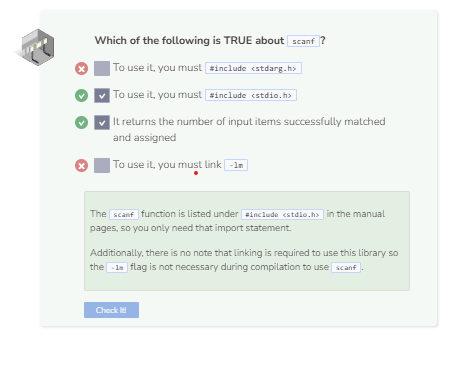 Which of the following is TRUE about scanf?
To use it, you must #include <stdarg.h>
To use it, you must #include <stdio.h>
It returns the number of input items successfully matched
and assigned
To use it, you must link -lm
The scanf function is listed under #include <stdio.h> in the manual
pages, so you only need that import statement.
Additionally, there is no note that linking is required to use this library so
the -lm flag is not necessary during compilation to use scanf.
Check It!